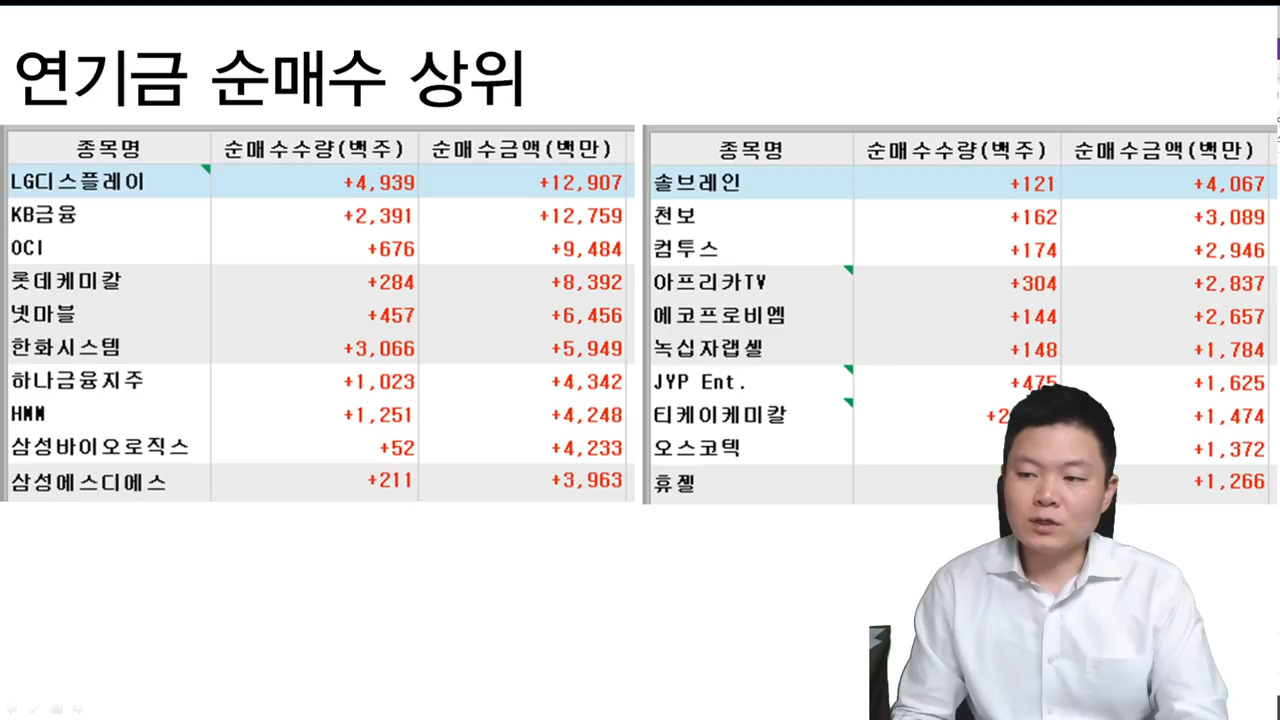 연기금 순매수 상위
종목명 순매수수량(백주) 순매수금액(백만)
LG디스플레이 +4,939 +12,907
KB금융 +2,391 +12,759
OCI +676 +9,484
롯데케미칼 +284 +8,392
넷마블 +457 +6,456
한화시스템 +3,066 +5,949
하나금융지주 +1,023 +4,342
HMM +1,251 +4,248
삼성바이오로직스 +52 +4,233
삼성에스디에스 +211 +3,963
종목명 순매수수량(백주) 순매수금액(백만)
솔브레인 +121 +4,067
천보 +162 +3,089
컴투스 +174 +2,946
아프리카TV +304 +2,837
에코프로비엠 +144 +2,657
녹십자랩셀 +148 +1,784
JYP Ent. +475 +1,625
티케이케미칼 +1,474
오스코텍 +1,372
휴젤 +1,266